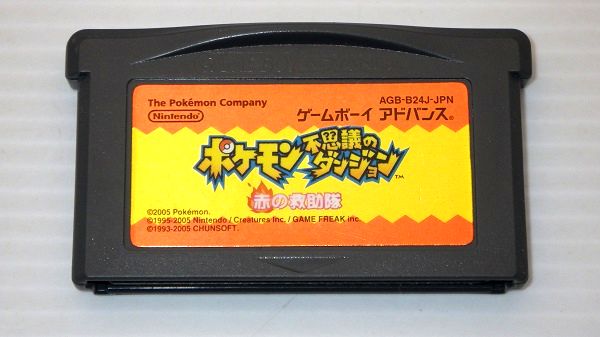 The Pokémon Company
Nintendo
AGB-B24J-JPN
ゲームボーイ アドバンス®
ポケモン不思議のダンジョン™
赤の救助隊
©2005 Pokémon.
©1995-2005 Nintendo / Creatures Inc. / GAME FREAK inc.
©1993-2005 CHUNSOFT.